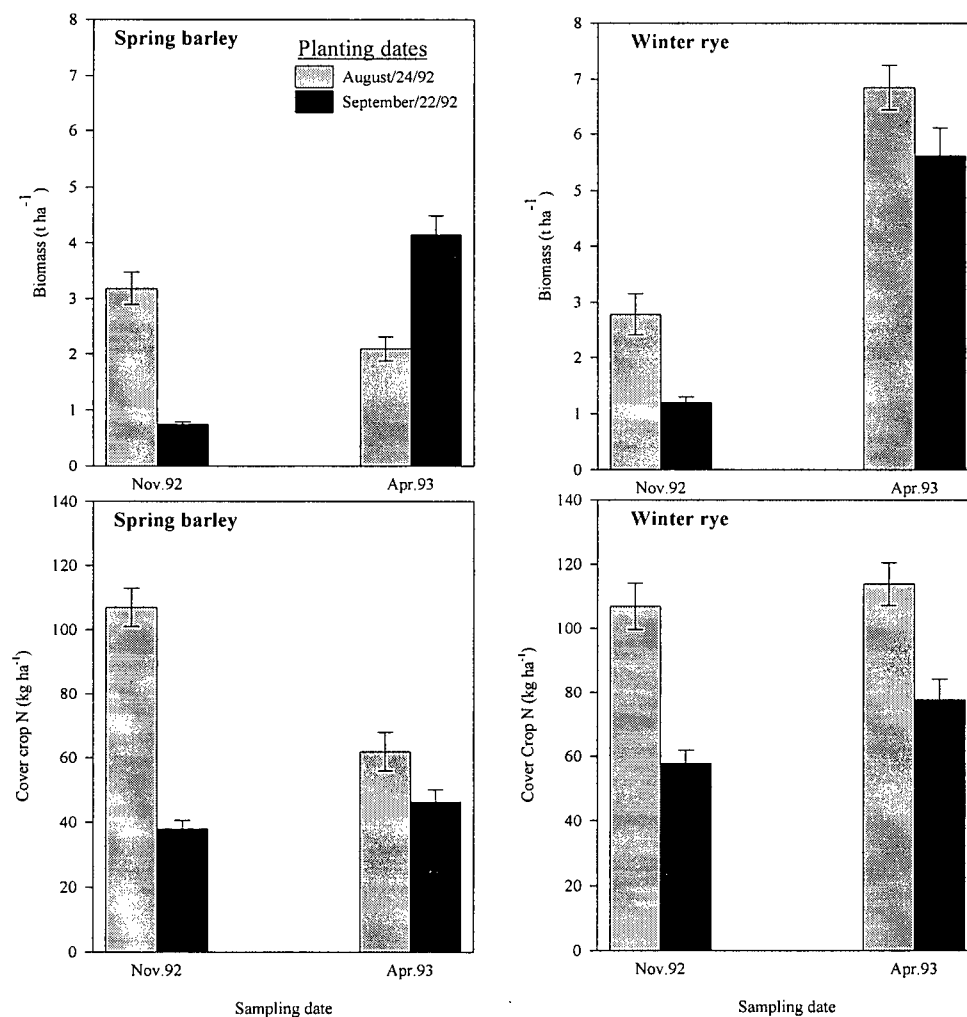 Spring barley
Planting dates
August/24/92
September/22/92
Biomass (t ha-1)
8
7
6
5
4
3
2
1
0
Nov.92
Apr.93
Winter rye
Biomass (t ha-1)
8
7
6
5
4
3
2
1
0
Nov.92
Apr.93
Spring barley
Cover crop N (kg ha-1)
140
120
100
80
60
40
20
0
Nov.92
Apr.93
Sampling date
Winter rye
Cover Crop N (kg ha-1)
140
120
100
80
60
40
20
0
Nov.92
Apr.93
Sampling date